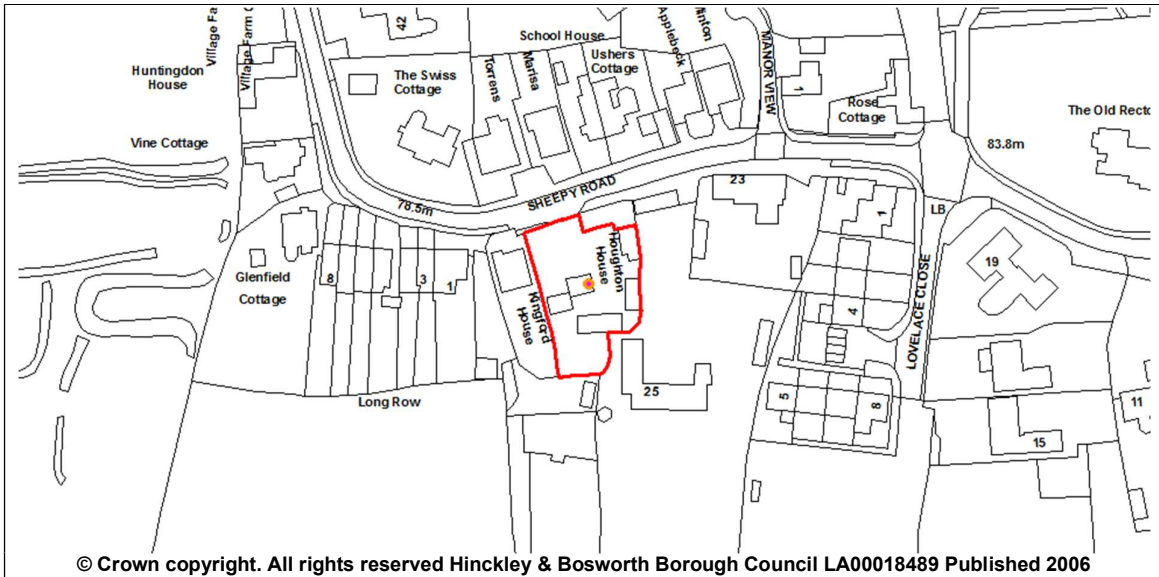 Village Fa
Village Farm C
42
Huntingdon
House
Vine Cottage
The Swiss
Cottage
Torrens
Marisa
School House
Ushers
Cottage
Applebeck
MANOR VIEW
1
Rose
Cottage
The Old Recto
83.8m
SHEEPY ROAD
78.5m
23
1
LB
Glenfield
Cottage
8
3
1
Kingford
House
Houghton
House
19
4
LOVELACE CLOSE
25
5
8
11
15
Long Row
© Crown copyright. All rights reserved Hinckley & Bosworth Borough Council LA00018489 Published 2006